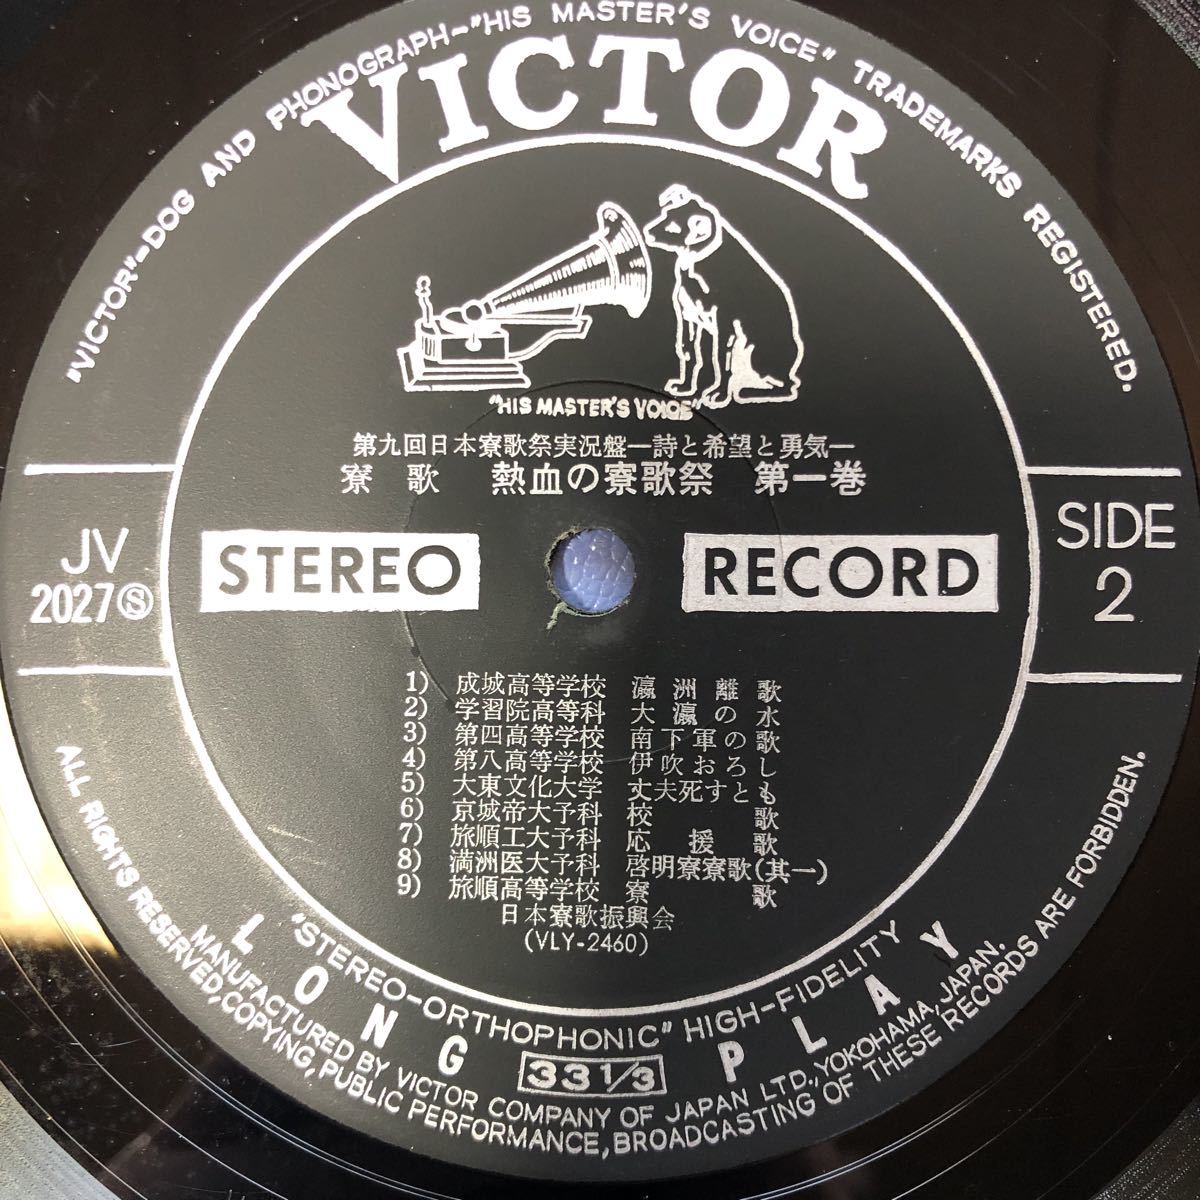 "VICTOR"-DOG AND PHONOGRAPH-"HIS MASTER'S VOICE" TRADEMARKS REGISTERED.
VICTOR
"HIS MASTER'S VOICE"
第九回日本寮歌祭実況盤―詩と希望と勇気―
寮歌 熱血の寮歌祭 第一巻
JV
2027Ⓢ
STEREO RECORD
SIDE
2
1) 成城高等学校 瀛洲離歌
2) 学習院高等科 大瀛の水
3) 第四高等学校 南下軍の歌
4) 第八高等学校 伊吹おろし
5) 大東文化大学 丈夫死すとも
6) 京城帝大予科 校歌
7) 旅順工大予科 応援歌
8) 満洲医大予科 啓明寮寮歌(其一)
9) 旅順高等学校 寮歌
日本寮歌振興会
(VLY-2460)
"STEREO-ORTHOPHONIC" HIGH-FIDELITY
LONG 33 1/3 PLAY
MANUFACTURED BY VICTOR COMPANY OF JAPAN LTD., YOKOHAMA, JAPAN.
ALL RIGHTS RESERVED, COPYING, PUBLIC PERFORMANCE, BROADCASTING OF THESE RECORDS ARE FORBIDDEN.